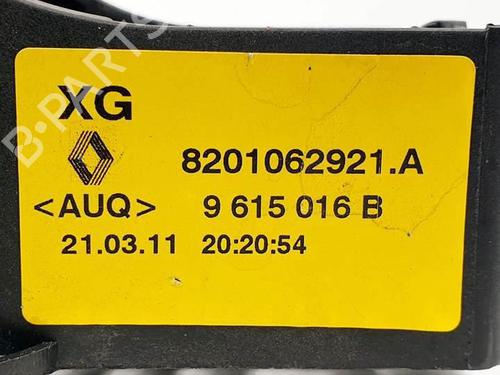 B-PARTS
XG
8201062921.A
<AUQ> 9 615 016 B
21.03.11 20:20:54